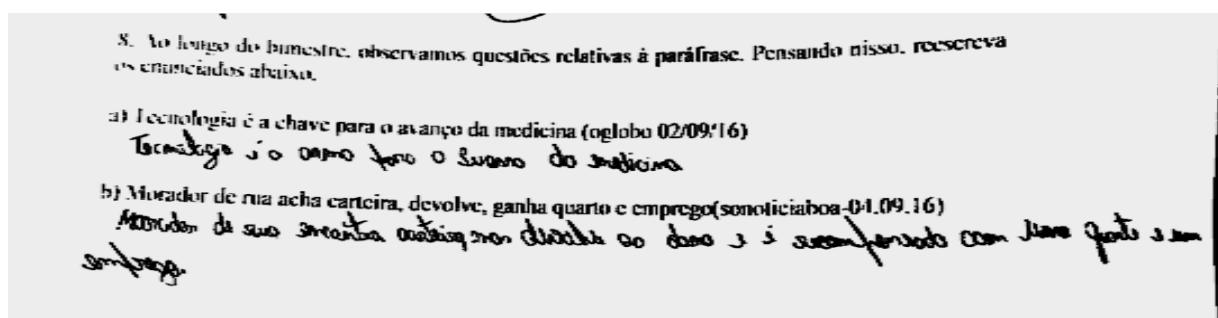 8. Ao longo do bimestre, observamos questões relativas à paráfrase. Pensando nisso, reescreva
os enunciados abaixo.
a) Tecnologia é a chave para o avanço da medicina (oglobo 02/09/16)
Tecnologia é o para o da medicina
b) Morador de rua acha carteira, devolve, ganha quarto e emprego(sonoticiaboa-04.09.16)
Morador de rua encontra carteira, mas devolve ao dono e é recompensado com um quarto e um
emprego.